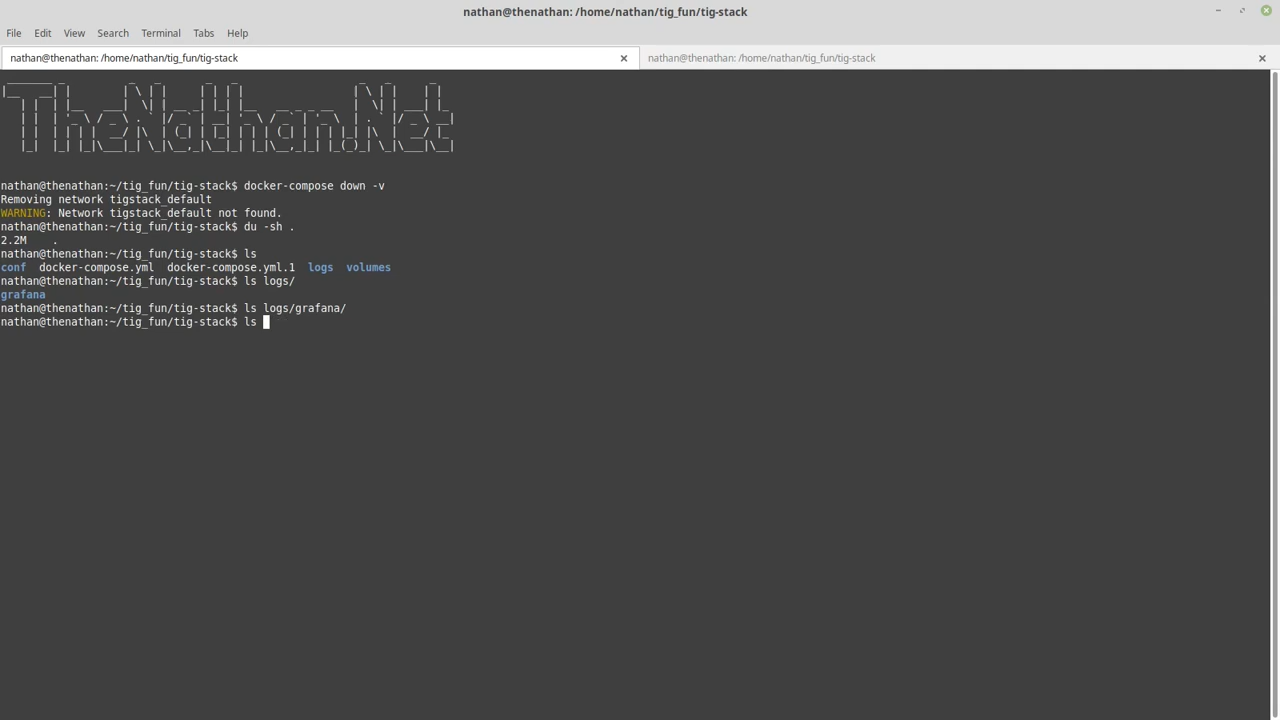 nathan@thenathan: /home/nathan/tig_fun/tig-stack
File Edit View Search Terminal Tabs Help
nathan@thenathan: /home/nathan/tig_fun/tig-stack
nathan@thenathan: /home/nathan/tig_fun/tig-stack
TheNathan.Net
nathan@thenathan:~/tig_fun/tig-stack$ docker-compose down -v
Removing network tigstack_default
WARNING: Network tigstack_default not found.
nathan@thenathan:~/tig_fun/tig-stack$ du -sh .
2.2M    .
nathan@thenathan:~/tig_fun/tig-stack$ ls
conf  docker-compose.yml  docker-compose.yml.1  logs  volumes
nathan@thenathan:~/tig_fun/tig-stack$ ls logs/
grafana
nathan@thenathan:~/tig_fun/tig-stack$ ls logs/grafana/
nathan@thenathan:~/tig_fun/tig-stack$ ls